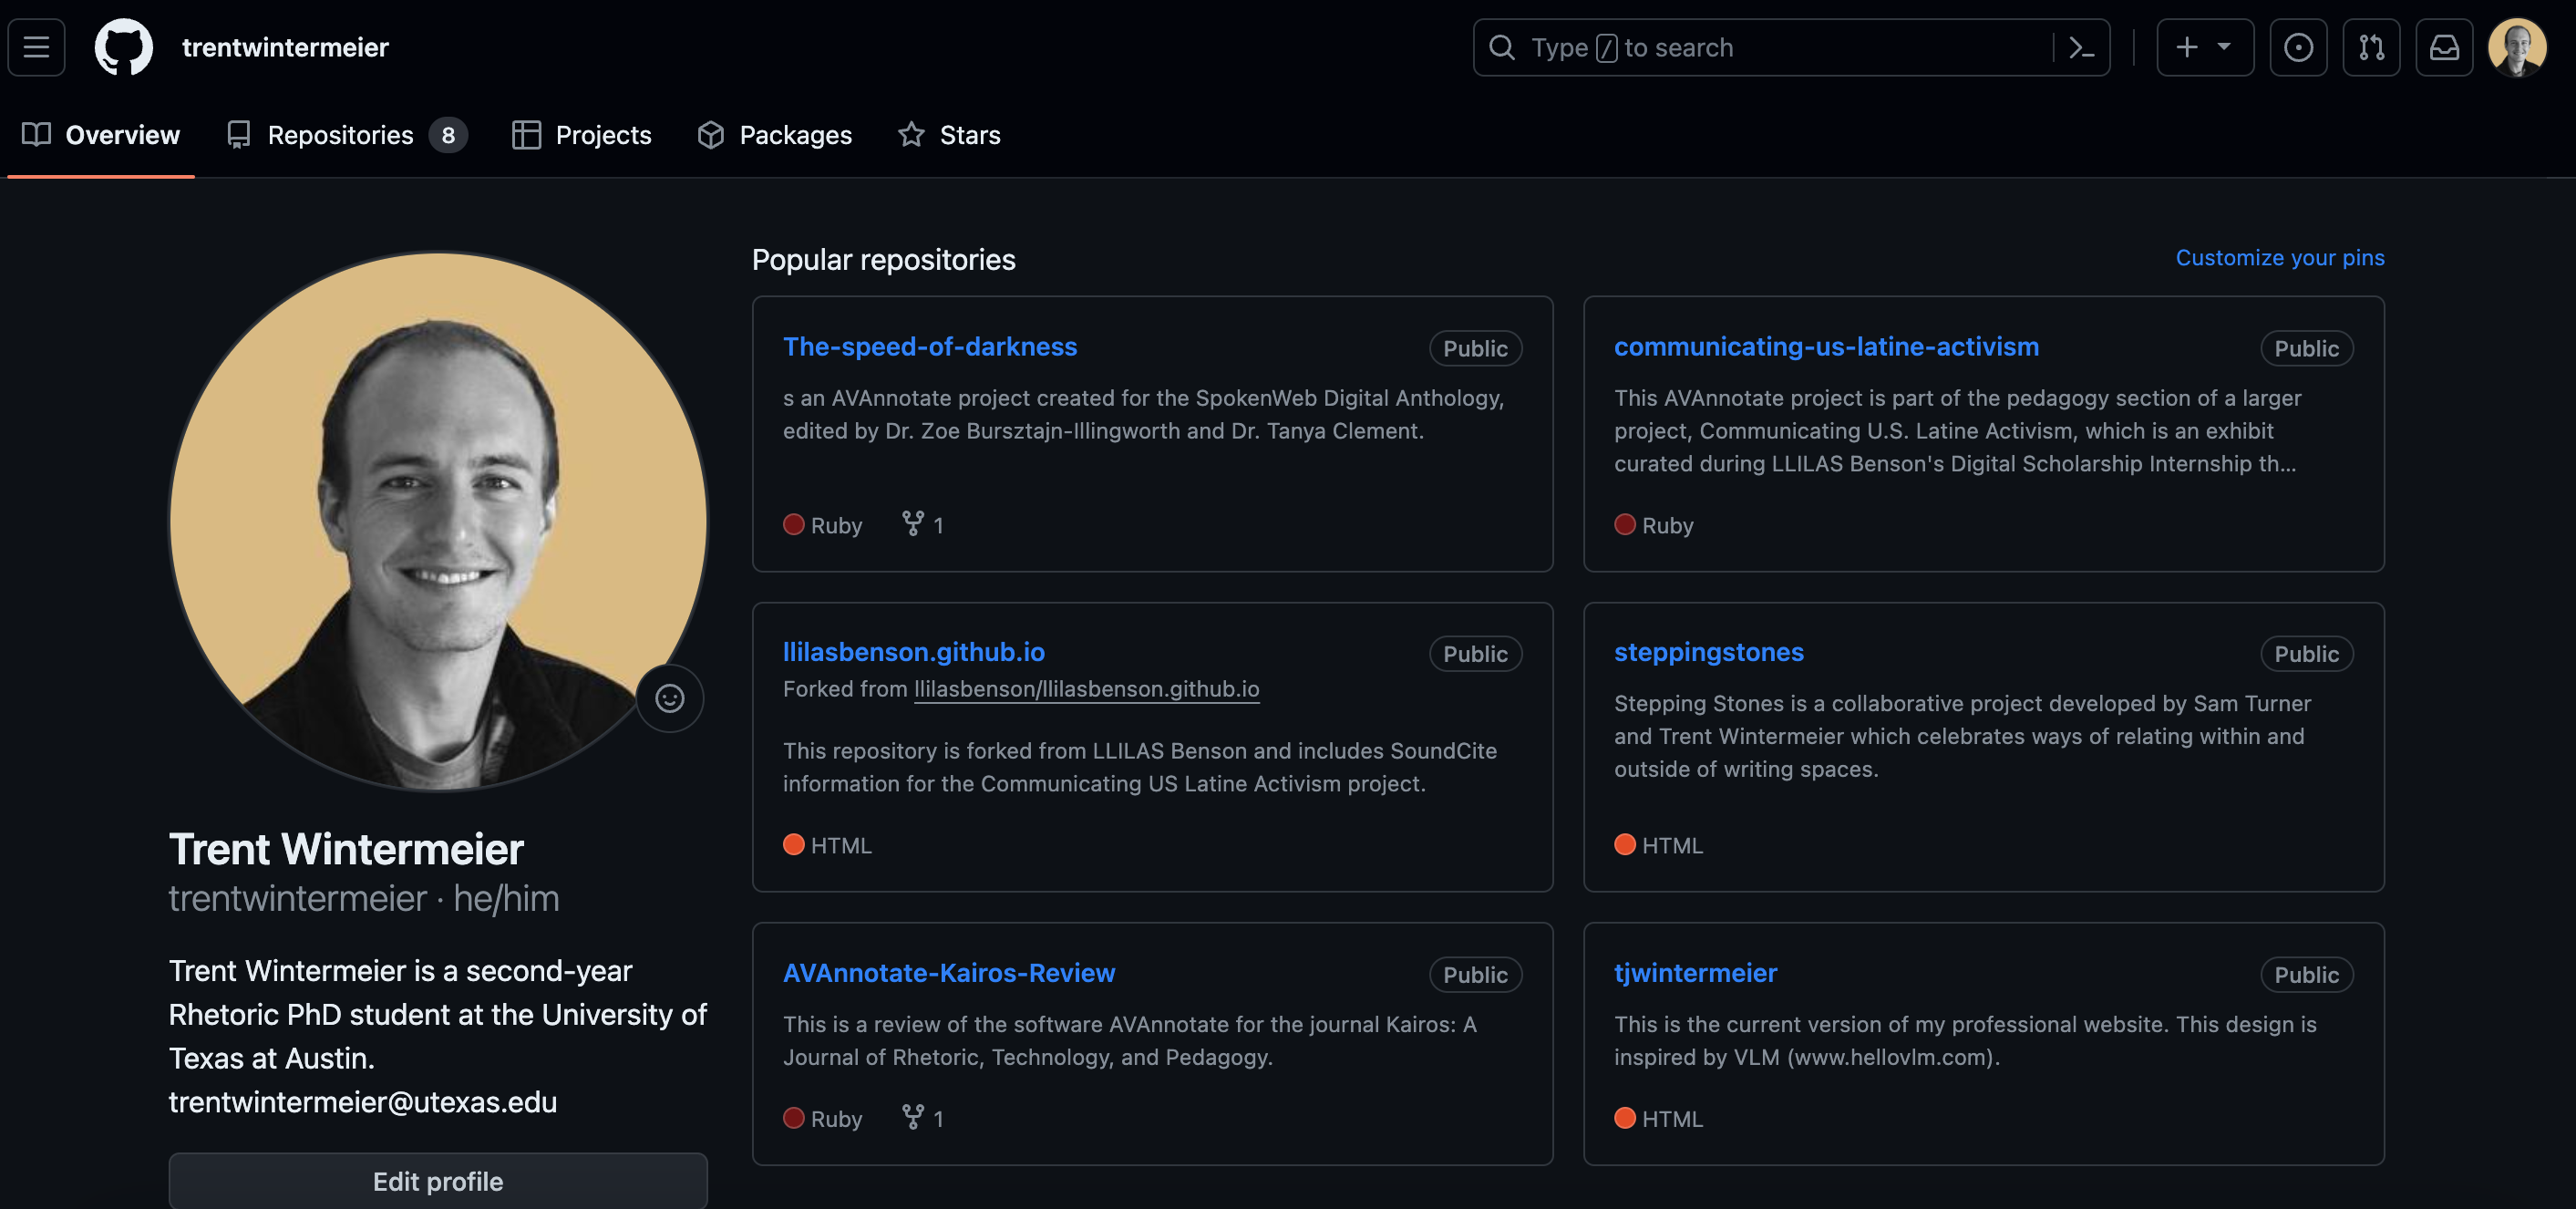 trentwintermeier
Type / to search
Overview
Repositories 8
Projects
Packages
Stars
Trent Wintermeier
trentwintermeier · he/him
Trent Wintermeier is a second-year
Rhetoric PhD student at the University of
Texas at Austin.
trentwintermeier@utexas.edu
Edit profile
Popular repositories
Customize your pins
The-speed-of-darkness
Public
s an AVAnnotate project created for the SpokenWeb Digital Anthology,
edited by Dr. Zoe Bursztajn-Illingworth and Dr. Tanya Clement.
Ruby 1
communicating-us-latine-activism
Public
This AVAnnotate project is part of the pedagogy section of a larger
project, Communicating U.S. Latine Activism, which is an exhibit
curated during LLILAS Benson's Digital Scholarship Internship th...
Ruby
llilasbenson.github.io
Public
Forked from llilasbenson/llilasbenson.github.io
This repository is forked from LLILAS Benson and includes SoundCite
information for the Communicating US Latine Activism project.
HTML
steppingstones
Public
Stepping Stones is a collaborative project developed by Sam Turner
and Trent Wintermeier which celebrates ways of relating within and
outside of writing spaces.
HTML
AVAnnotate-Kairos-Review
Public
This is a review of the software AVAnnotate for the journal Kairos: A
Journal of Rhetoric, Technology, and Pedagogy.
Ruby 1
tjwintermeier
Public
This is the current version of my professional website. This design is
inspired by VLM (www.hellovlm.com).
HTML